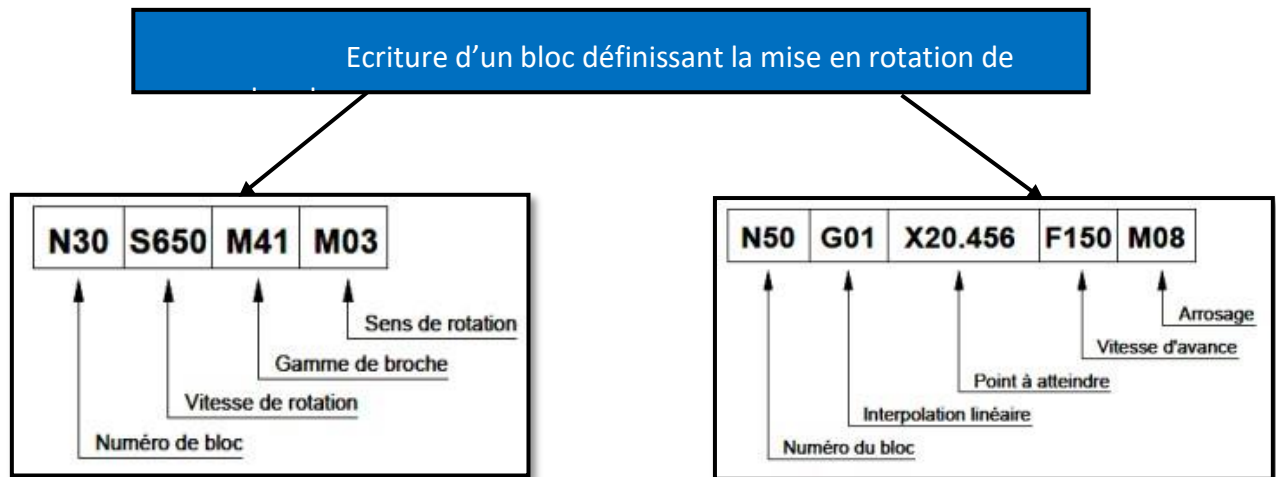 Ecriture d’un bloc définissant la mise en rotation de
N30 S650 M41 M03
Sens de rotation
Gamme de broche
Vitesse de rotation
Numéro de bloc
N50 G01 X20.456 F150 M08
Arrosage
Vitesse d'avance
Point à atteindre
Interpolation linéaire
Numéro du bloc